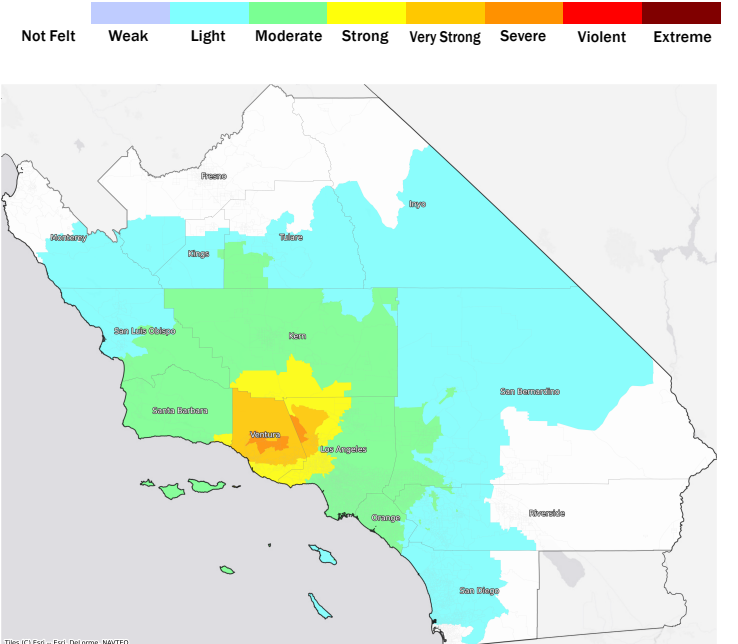 Not Felt Weak Light Moderate Strong Very Strong Severe Violent Extreme
Fresno
Inyo
Monterey
Tulare
Kings
San Luis Obispo
Kern
San Bernardino
Santa Barbara
Ventura
Los Angeles
Orange
Riverside
San Diego
Tiles (C) Esri -- Esri, DeLorme, NAVTEQ